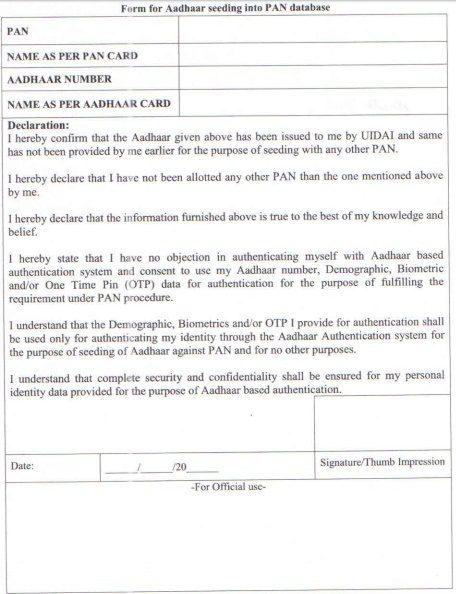 Form for Aadhaar seeding into PAN database
PAN
NAME AS PER PAN CARD
AADHAAR NUMBER
NAME AS PER AADHAAR CARD
Declaration:
I hereby confirm that the Aadhaar given above has been issued to me by UIDAI and same
has not been provided by me earlier for the purpose of seeding with any other PAN.
I hereby declare that I have not been allotted any other PAN than the one mentioned above
by me.
I hereby declare that the information furnished above is true to the best of my knowledge and
belief.
I hereby state that I have no objection in authenticating myself with Aadhaar based
authentication system and consent to use my Aadhaar number, Demographic, Biometric
and/or One Time Pin (OTP) data for authentication for the purpose of fulfilling the
requirement under PAN procedure.
I understand that the Demographic, Biometrics and/or OTP I provide for authentication shall
be used only for authenticating my identity through the Aadhaar Authentication system for
the purpose of seeding of Aadhaar against PAN and for no other purposes.
I understand that complete security and confidentiality shall be ensured for my personal
identity data provided for the purpose of Aadhaar based authentication.
Date: _____/_____/20_____ Signature/Thumb Impression
-For Official use-